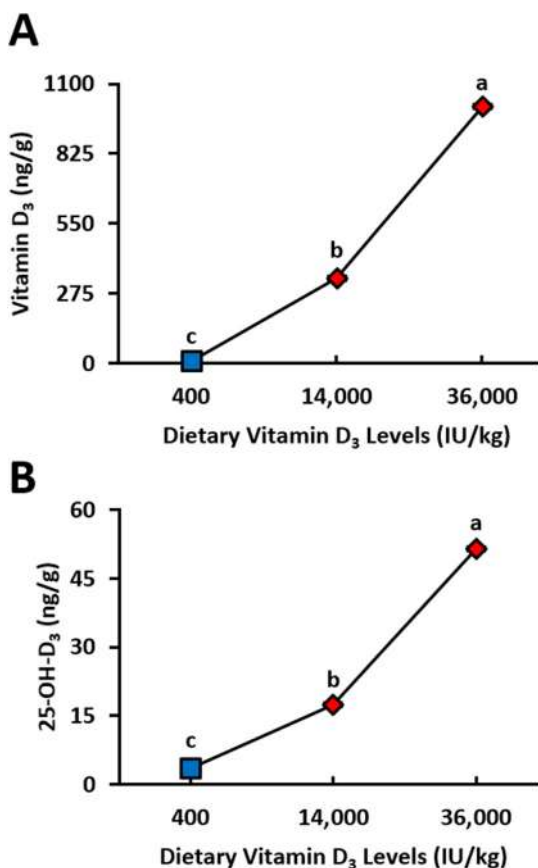 A
1100
a
825
550
b
275
c
0
400 14,000 36,000
Vitamin D₃ (ng/g)
Dietary Vitamin D₃ Levels (IU/kg)
B
60
a
45
30
b
15
c
0
400 14,000 36,000
25-OH-D₃ (ng/g)
Dietary Vitamin D₃ Levels (IU/kg)